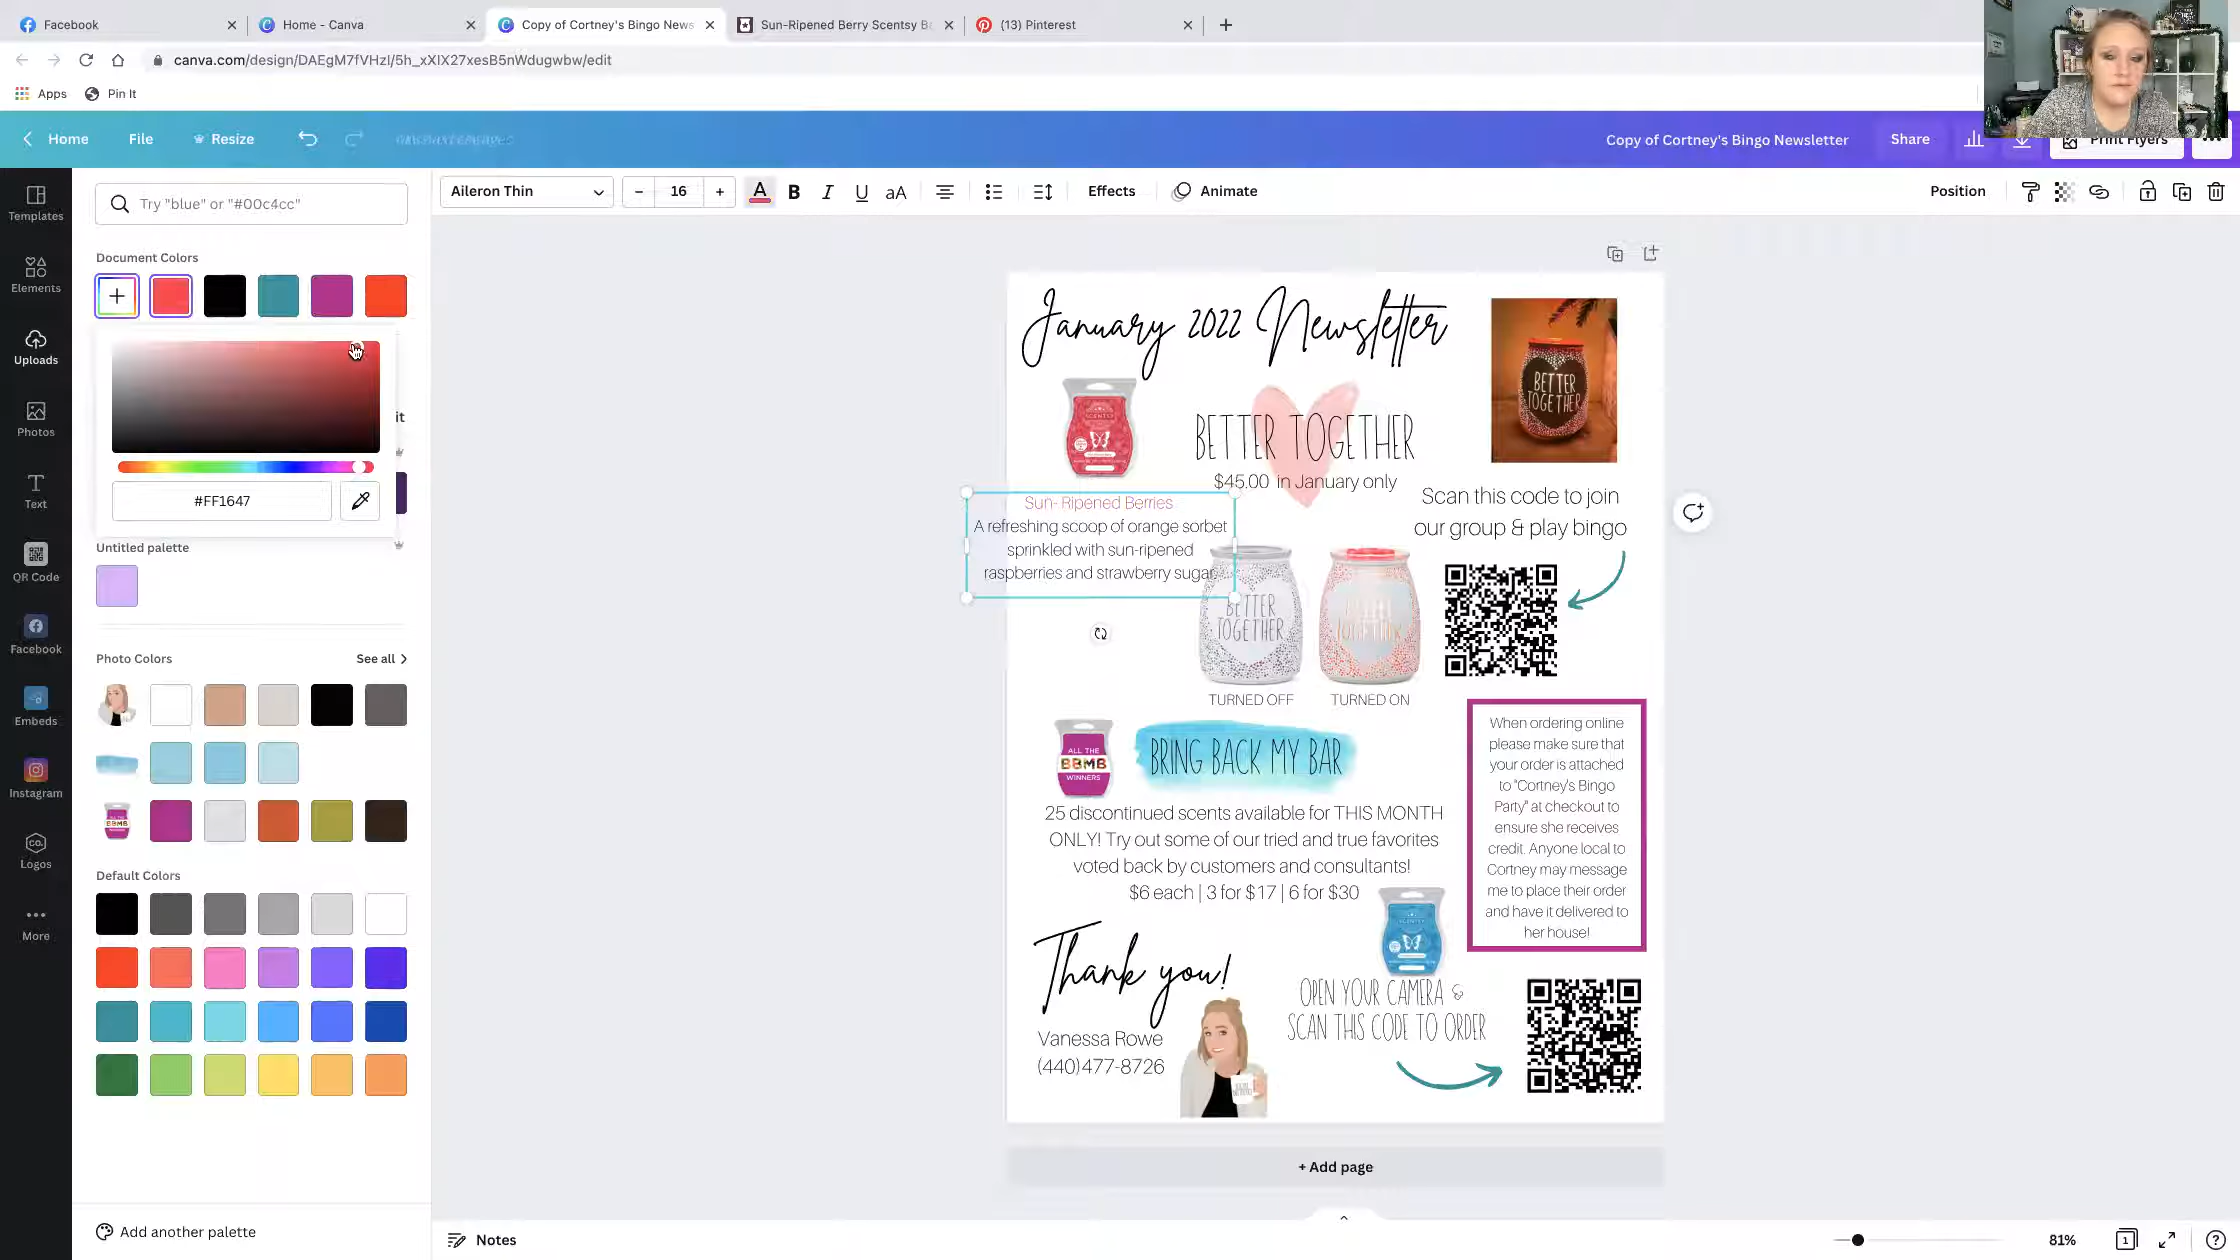 Facebook
Home - Canva
Copy of Cortney's Bingo News
Sun-Ripened Berry Scentsy B
(13) Pinterest
canva.com/design/DAEgM7fVHzI/5h_xXIX27xesB5nWdugwbw/edit
Apps
Pin It
Home
File
Resize
Copy of Cortney's Bingo Newsletter
Share
Print Flyers
Templates
Elements
Uploads
Photos
Text
QR Code
Facebook
Embeds
Instagram
Logos
More
Try "blue" or "#00c4cc"
Document Colors
it
#FF1647
Untitled palette
Photo Colors
See all
Default Colors
Add another palette
Aileron Thin
16
A
B
I
U
aA
Effects
Animate
Position
January 2022 Newsletter
BETTER TOGETHER
$45.00 in January only
BETTER
TOGETHER
SCENTSY
Sun- Ripened Berries
A refreshing scoop of orange sorbet
sprinkled with sun-ripened
raspberries and strawberry sugar.
Scan this code to join
our group & play bingo
BETTER
TOGETHER
BETTER
TOGETHER
TURNED OFF
TURNED ON
ALL THE
BBMB
WINNERS
BRING BACK MY BAR
25 discontinued scents available for THIS MONTH
ONLY! Try out some of our tried and true favorites
voted back by customers and consultants!
$6 each | 3 for $17 | 6 for $30
When ordering online
please make sure that
your order is attached
to "Cortney's Bingo
Party" at checkout to
ensure she receives
credit. Anyone local to
Cortney may message
me to place their order
and have it delivered to
her house!
Thank you!
Vanessa Rowe
(440)477-8726
OPEN YOUR CAMERA &
SCAN THIS CODE TO ORDER
+ Add page
Notes
81%
1